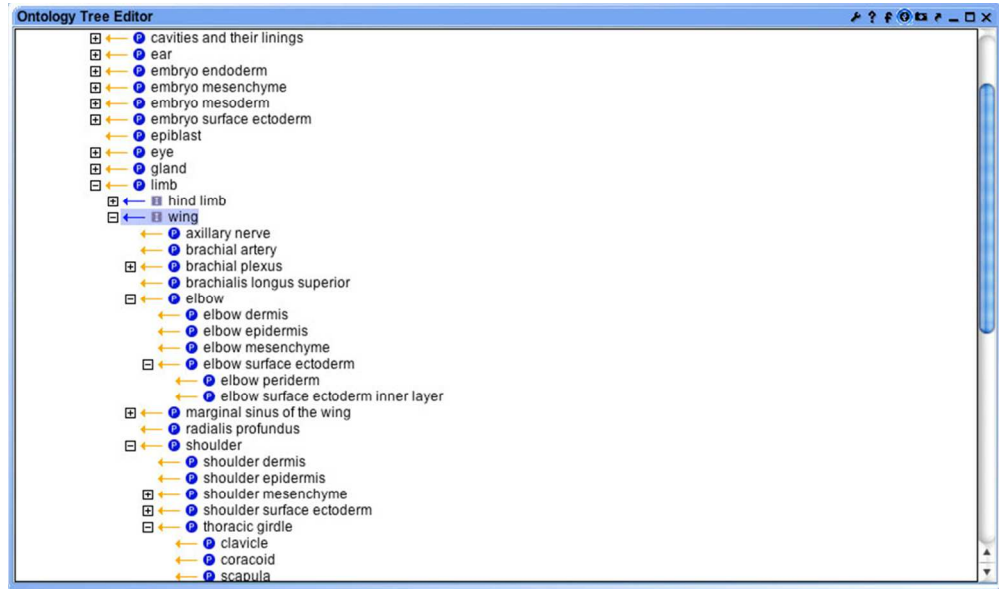 Ontology Tree Editor
cavities and their linings
ear
embryo endoderm
embryo mesenchyme
embryo mesoderm
embryo surface ectoderm
epiblast
eye
gland
limb
hind limb
wing
axillary nerve
brachial artery
brachial plexus
brachialis longus superior
elbow
elbow dermis
elbow epidermis
elbow mesenchyme
elbow surface ectoderm
elbow periderm
elbow surface ectoderm inner layer
marginal sinus of the wing
radialis profundus
shoulder
shoulder dermis
shoulder epidermis
shoulder mesenchyme
shoulder surface ectoderm
thoracic girdle
clavicle
coracoid
scapula